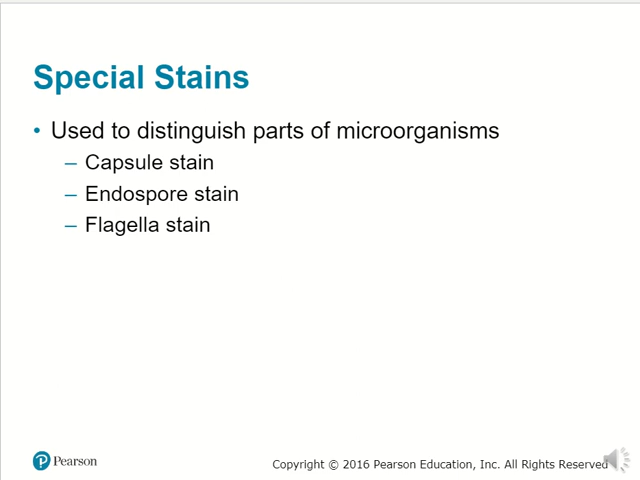 Special Stains
• Used to distinguish parts of microorganisms
– Capsule stain
– Endospore stain
– Flagella stain
Pearson
Copyright © 2016 Pearson Education, Inc. All Rights Reserved